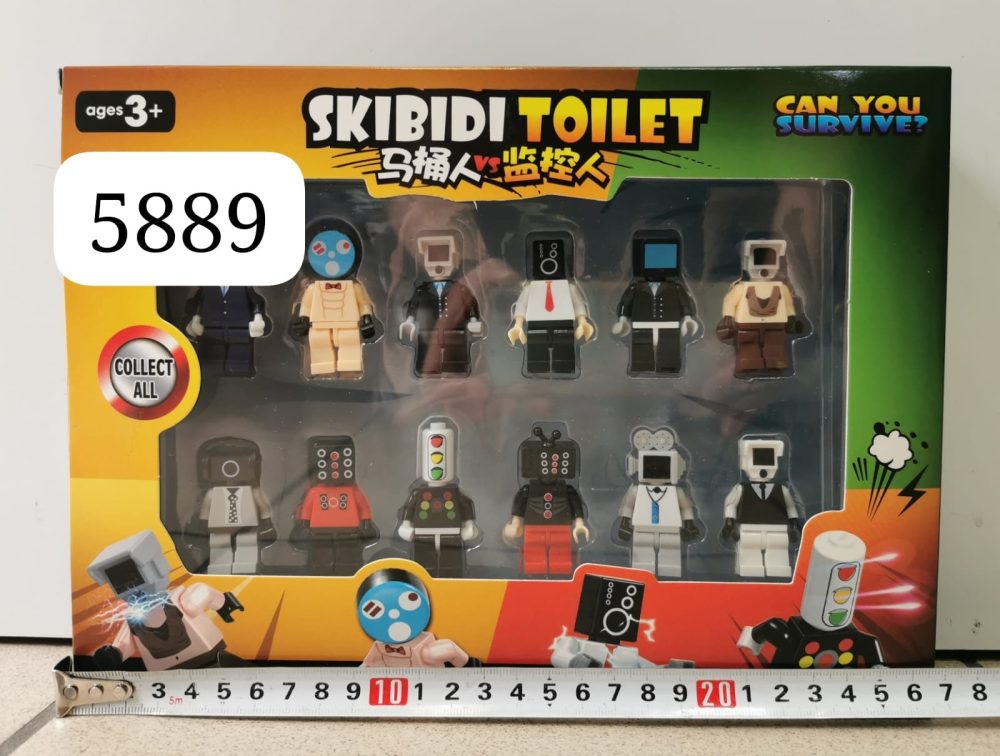 ages 3+
SKIBIDI TOILET
马桶人 vs 监控人
CAN YOU
SURVIVE?
5889
COLLECT
ALL
3 4 5 6 7 8 9 10 1 2 3 4 5 6 7 8 9 20 1 2 3 4 5 6 7 8
5m